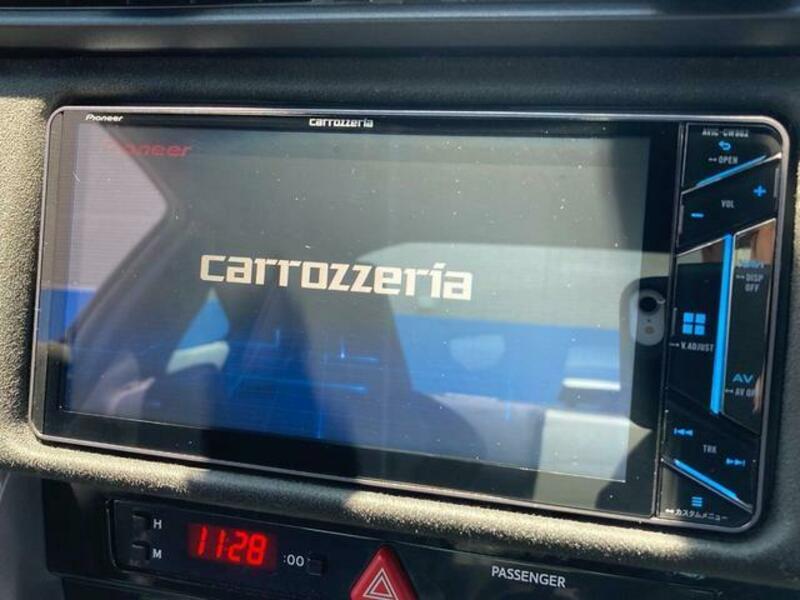 Pioneer
carrozzeria
Pioneer
carrozzeria
AVIC-CW902
OPEN
+
VOL
-
DISP
OFF
V.ADJUST
AV
AV OFF
TRK
カスタムメニュー
H
M
11:28
:00
PASSENGER